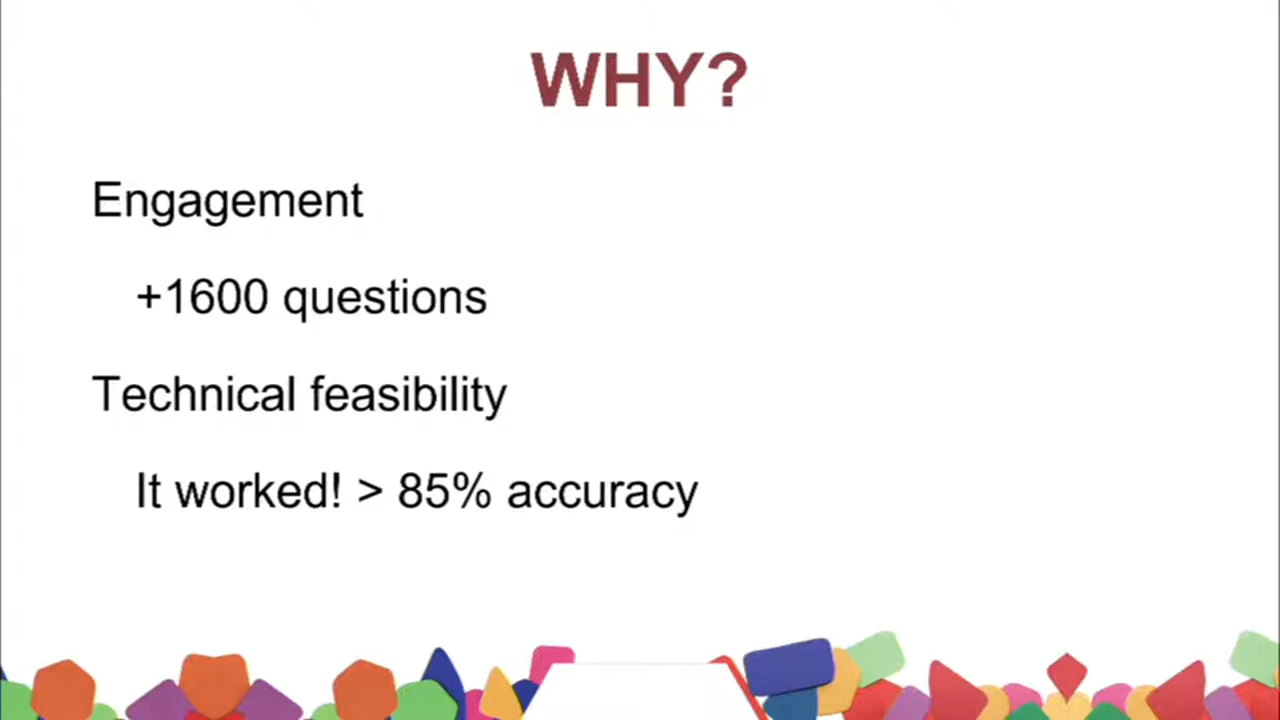 WHY?
Engagement
+1600 questions
Technical feasibility
It worked! > 85% accuracy